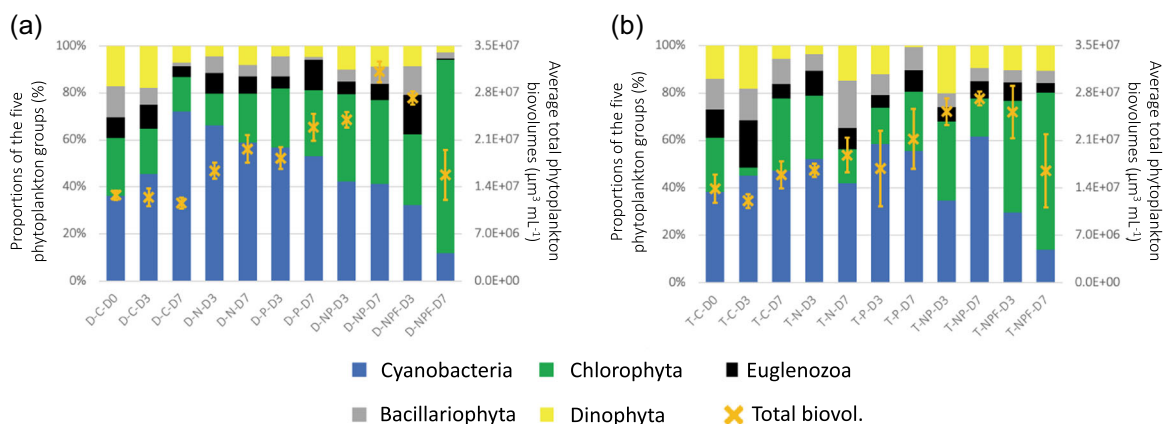 (a)
Proportions of the five
phytoplankton groups (%)
100%
80%
60%
40%
20%
0%
3.5E+07
2.8E+07
2.1E+07
1.4E+07
7.0E+06
0.0E+00
Average total phytoplankton
biovolumes (µm³ mL⁻¹)
D-C-D0
D-C-D3
D-C-D7
D-N-D3
D-N-D7
D-P-D3
D-P-D7
D-NP-D3
D-NP-D7
D-NPF-D3
D-NPF-D7
(b)
Proportions of the five
phytoplankton groups (%)
100%
80%
60%
40%
20%
0%
3.5E+07
2.8E+07
2.1E+07
1.4E+07
7.0E+06
0.0E+00
Average total phytoplankton
biovolumes (µm³ mL⁻¹)
T-C-D0
T-C-D3
T-C-D7
T-N-D3
T-N-D7
T-P-D3
T-P-D7
T-NP-D3
T-NP-D7
T-NPF-D3
T-NPF-D7
Cyanobacteria
Chlorophyta
Euglenozoa
Bacillariophyta
Dinophyta
Total biovol.